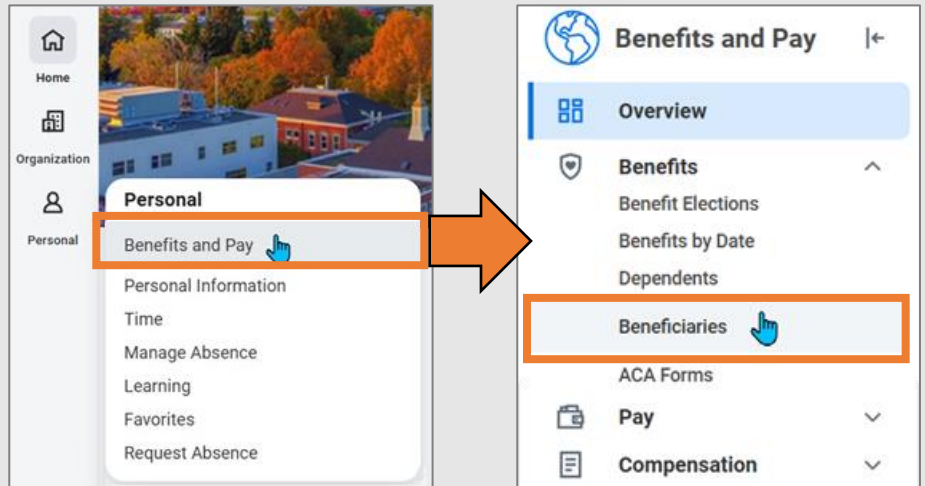 Home
Organization
Personal
Personal
Benefits and Pay
Personal Information
Time
Manage Absence
Learning
Favorites
Request Absence
Benefits and Pay
Overview
Benefits
Benefit Elections
Benefits by Date
Dependents
Beneficiaries
ACA Forms
Pay
Compensation